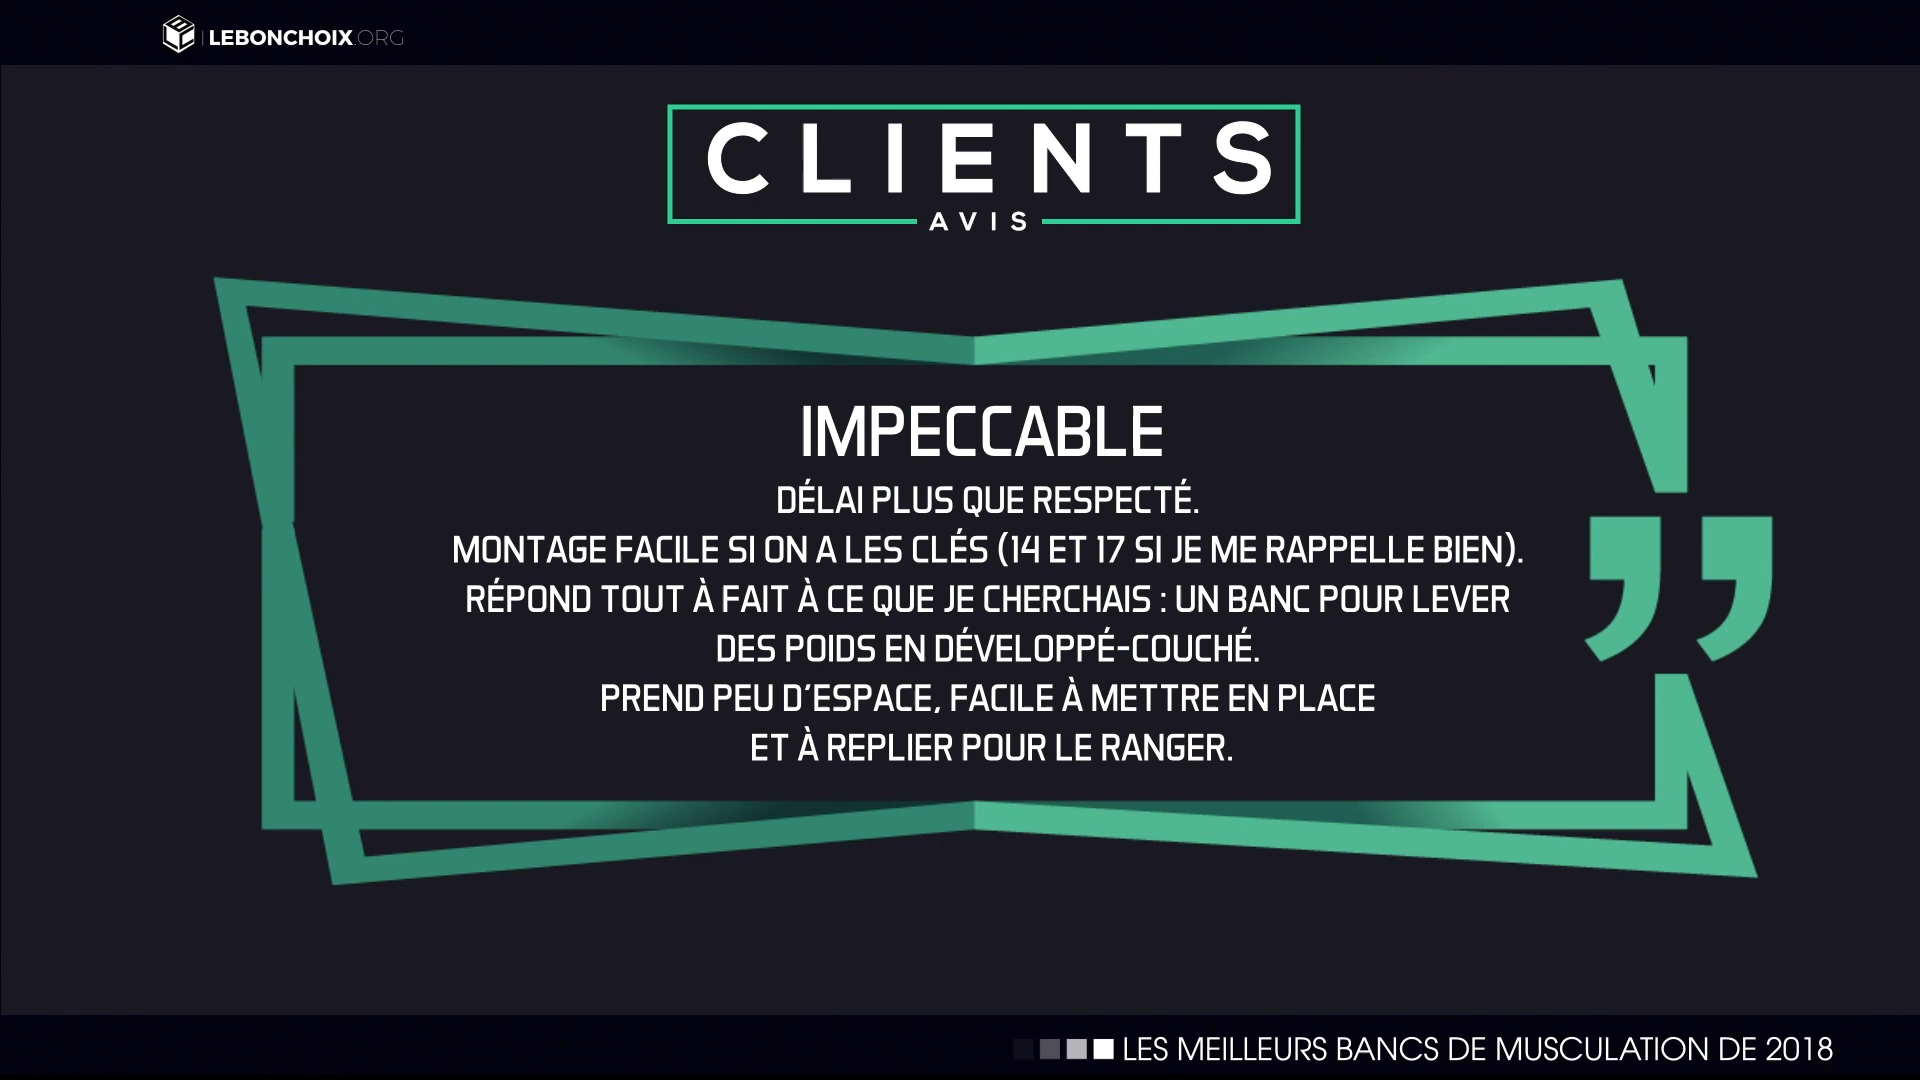 LEBONCHOIX.ORG
CLIENTS
AVIS
IMPECCABLE
DÉLAI PLUS QUE RESPECTÉ.
MONTAGE FACILE SI ON A LES CLÉS (14 ET 17 SI JE ME RAPPELLE BIEN).
RÉPOND TOUT À FAIT À CE QUE JE CHERCHAIS : UN BANC POUR LEVER
DES POIDS EN DÉVELOPPÉ-COUCHÉ.
PREND PEU D'ESPACE, FACILE À METTRE EN PLACE
ET À REPLIER POUR LE RANGER.
LES MEILLEURS BANCS DE MUSCULATION DE 2018